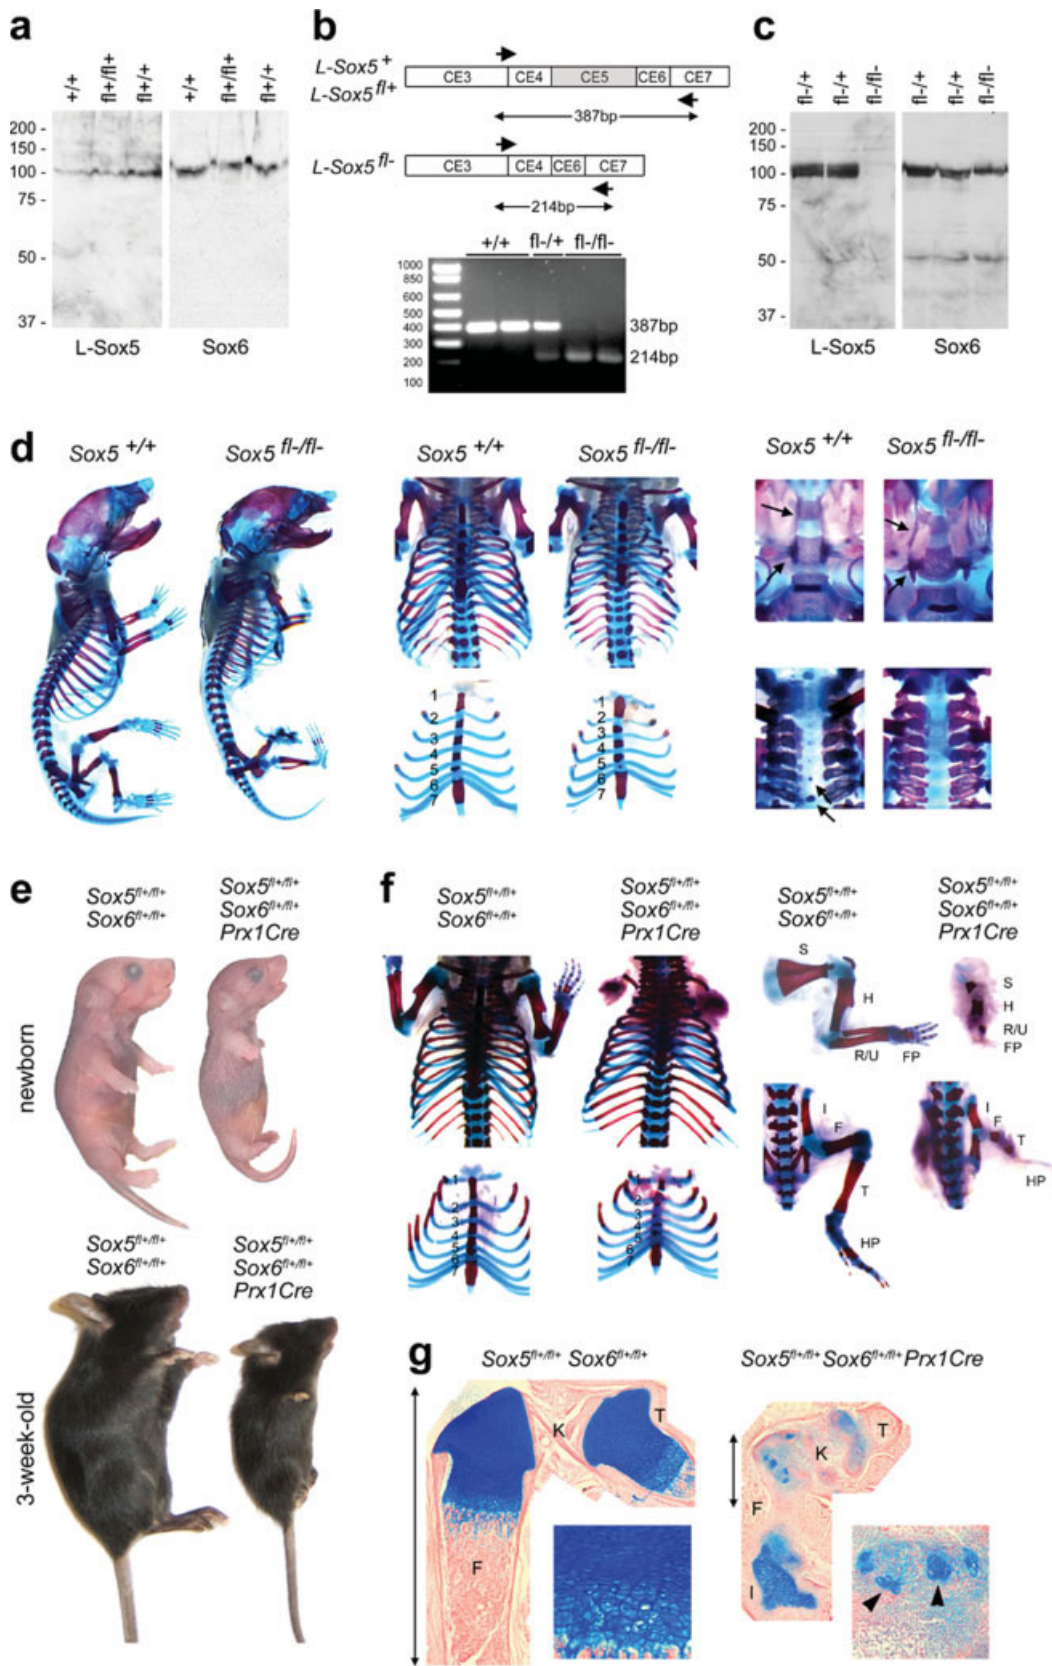 a
+/+ fl+/fl+ fl+/+ +/+ fl+/fl+ fl+/+
200 -
150 -
100 -
75 -
50 -
37 -
L-Sox5 Sox6
b
L-Sox5 +
L-Sox5 fl+
CE3 CE4 CE5 CE6 CE7
387bp
L-Sox5 fl-
CE3 CE4 CE6 CE7
214bp
+/+ fl-/+ fl-/fl-
1000
850
600
500
400
300
200
100
387bp
214bp
c
fl-/+ fl-/+ fl-/fl- fl-/+ fl-/+ fl-/fl-
200 -
150 -
100 -
75 -
50 -
37 -
L-Sox5 Sox6
d
Sox5 +/+ Sox5 fl-/fl- Sox5 +/+ Sox5 fl-/fl- Sox5 +/+ Sox5 fl-/fl-
1 1
2 2
3 3
4 4
5 5
6 6
7 7
e
Sox5fl+/fl+
Sox6fl+/fl+
Sox5fl+/fl+
Sox6fl+/fl+
Prx1Cre
newborn
Sox5fl+/fl+
Sox6fl+/fl+
Sox5fl+/fl+
Sox6fl+/fl+
Prx1Cre
3-week-old
f
Sox5fl+/fl+
Sox6fl+/fl+
Sox5fl+/fl+
Sox6fl+/fl+
Prx1Cre
Sox5fl+/fl+
Sox6fl+/fl+
Sox5fl+/fl+
Sox6fl+/fl+
Prx1Cre
1 1
2 2
3 3
4 4
5 5
6 6
7 7
S
H
R/U FP
S
H
R/U
FP
I
F
T
HP
I
F
T
HP
g
Sox5fl+/fl+ Sox6fl+/fl+ Sox5fl+/fl+ Sox6fl+/fl+ Prx1Cre
K T
F
T
K
F
I